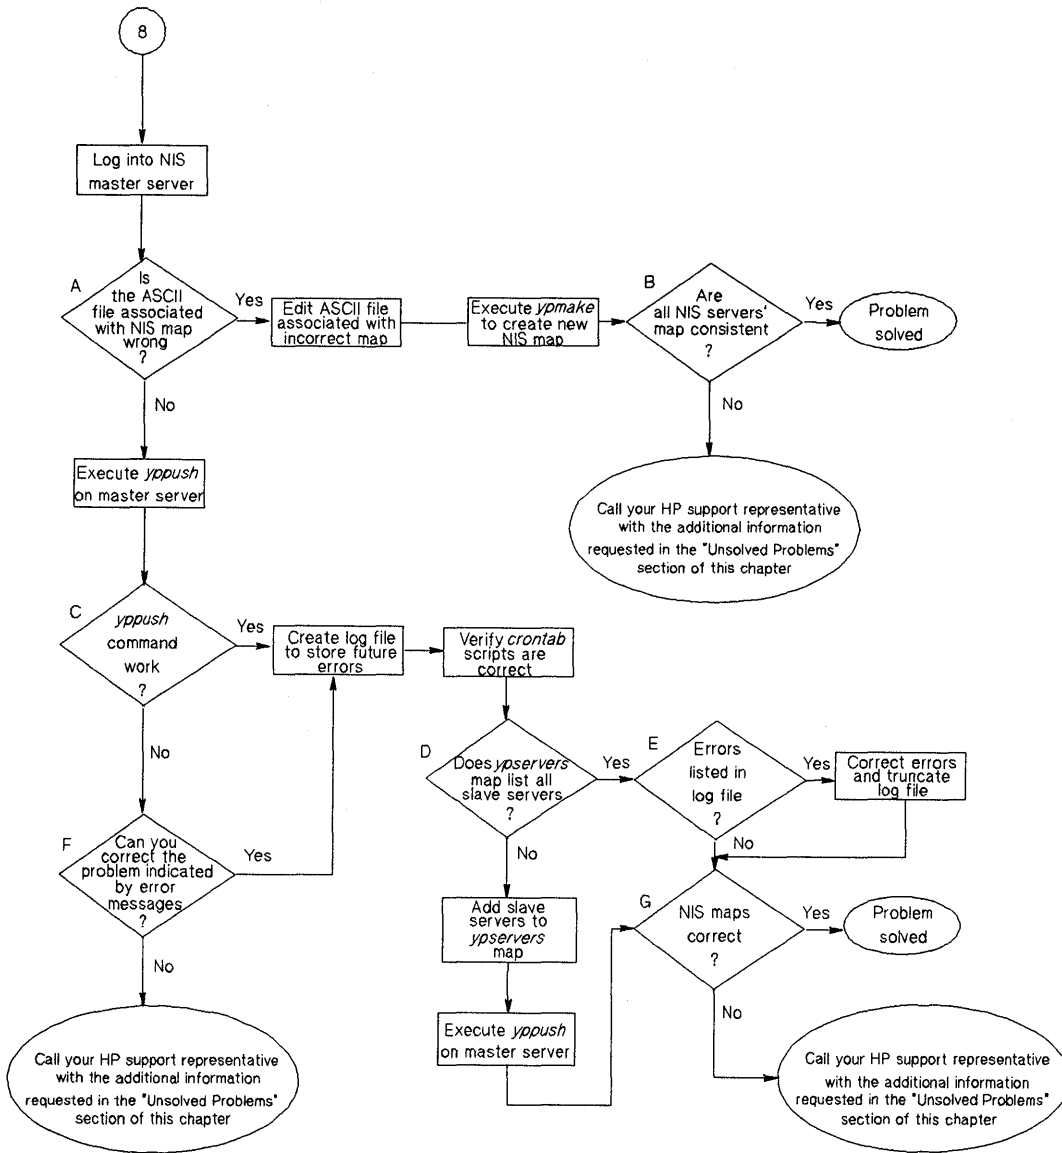 8
Log into NIS
master server
A
Is
the ASCII
file associated
with NIS map
wrong
?
Yes
Edit ASCII file
associated with
incorrect map
Execute ypmake
to create new
NIS map
B
Are
all NIS servers'
map consistent
?
Yes
Problem
solved
No
No
Call your HP support representative
with the additional information
requested in the "Unsolved Problems"
section of this chapter
Execute yppush
on master server
C
yppush
command
work
?
Yes
Create log file
to store future
errors
Verify crontab
scripts are
correct
No
D
Does ypservers
map list all
slave servers
?
Yes
E
Errors
listed in
log file
?
Yes
Correct errors
and truncate
log file
No
No
F
Can you
correct the
problem indicated
by error
messages
?
Yes
No
Add slave
servers to
ypservers
map
G
NIS maps
correct
?
Yes
Problem
solved
No
Execute yppush
on master server
Call your HP support representative
with the additional information
requested in the "Unsolved Problems"
section of this chapter
Call your HP support representative
with the additional information
requested in the "Unsolved Problems"
section of this chapter